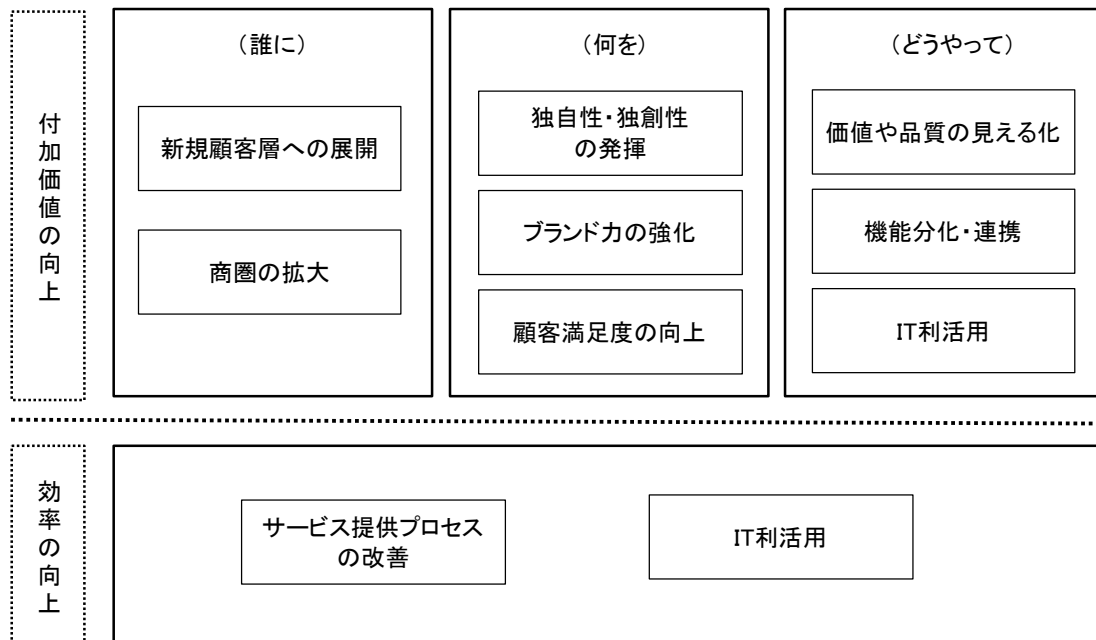 付加価値の向上
（誰に）
新規顧客層への展開
商圏の拡大
（何を）
独自性・独創性
の発揮
ブランド力の強化
顧客満足度の向上
（どうやって）
価値や品質の見える化
機能分化・連携
IT利活用
効率の向上
サービス提供プロセス
の改善
IT利活用